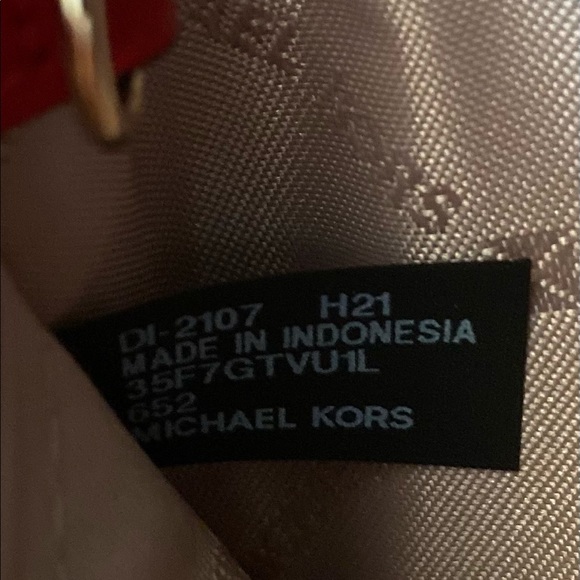 DI-2107 H21
MADE IN INDONESIA
35F7GTVU1L
652
MICHAEL KORS